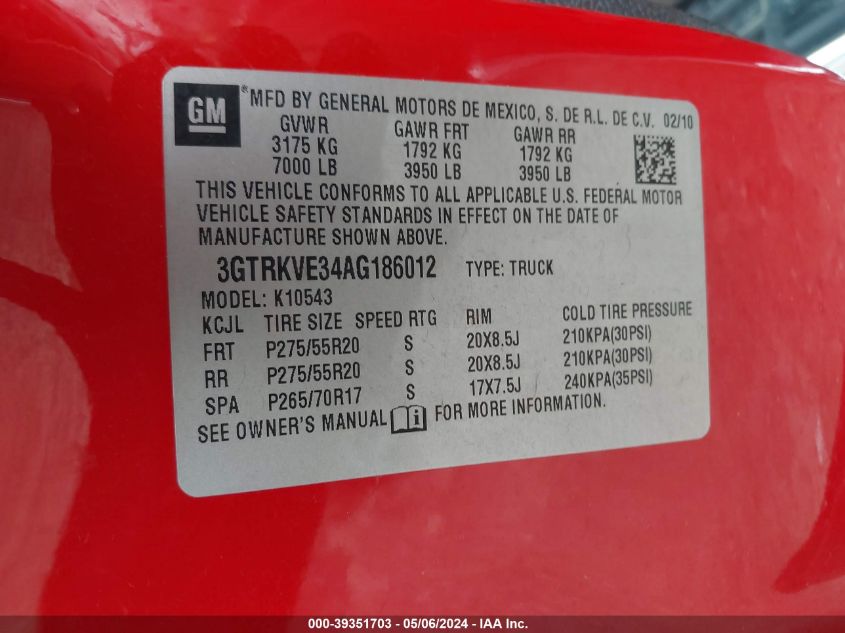 GM *MFD BY GENERAL MOTORS DE MEXICO, S. DE R.L. DE C.V. 02/10
GVWR GAWR FRT GAWR RR
3175 KG 1792 KG 1792 KG
7000 LB 3950 LB 3950 LB
THIS VEHICLE CONFORMS TO ALL APPLICABLE U.S. FEDERAL MOTOR
VEHICLE SAFETY STANDARDS IN EFFECT ON THE DATE OF
MANUFACTURE SHOWN ABOVE.
3GTRKVE34AG186012 TYPE: TRUCK
MODEL: K10543
KCJL TIRE SIZE SPEED RTG RIM COLD TIRE PRESSURE
FRT P275/55R20 S 20X8.5J 210KPA(30PSI)
RR P275/55R20 S 20X8.5J 210KPA(30PSI)
SPA P265/70R17 S 17X7.5J 240KPA(35PSI)
SEE OWNER'S MANUAL i FOR MORE INFORMATION.
000-39351703 - 05/06/2024 - IAA Inc.